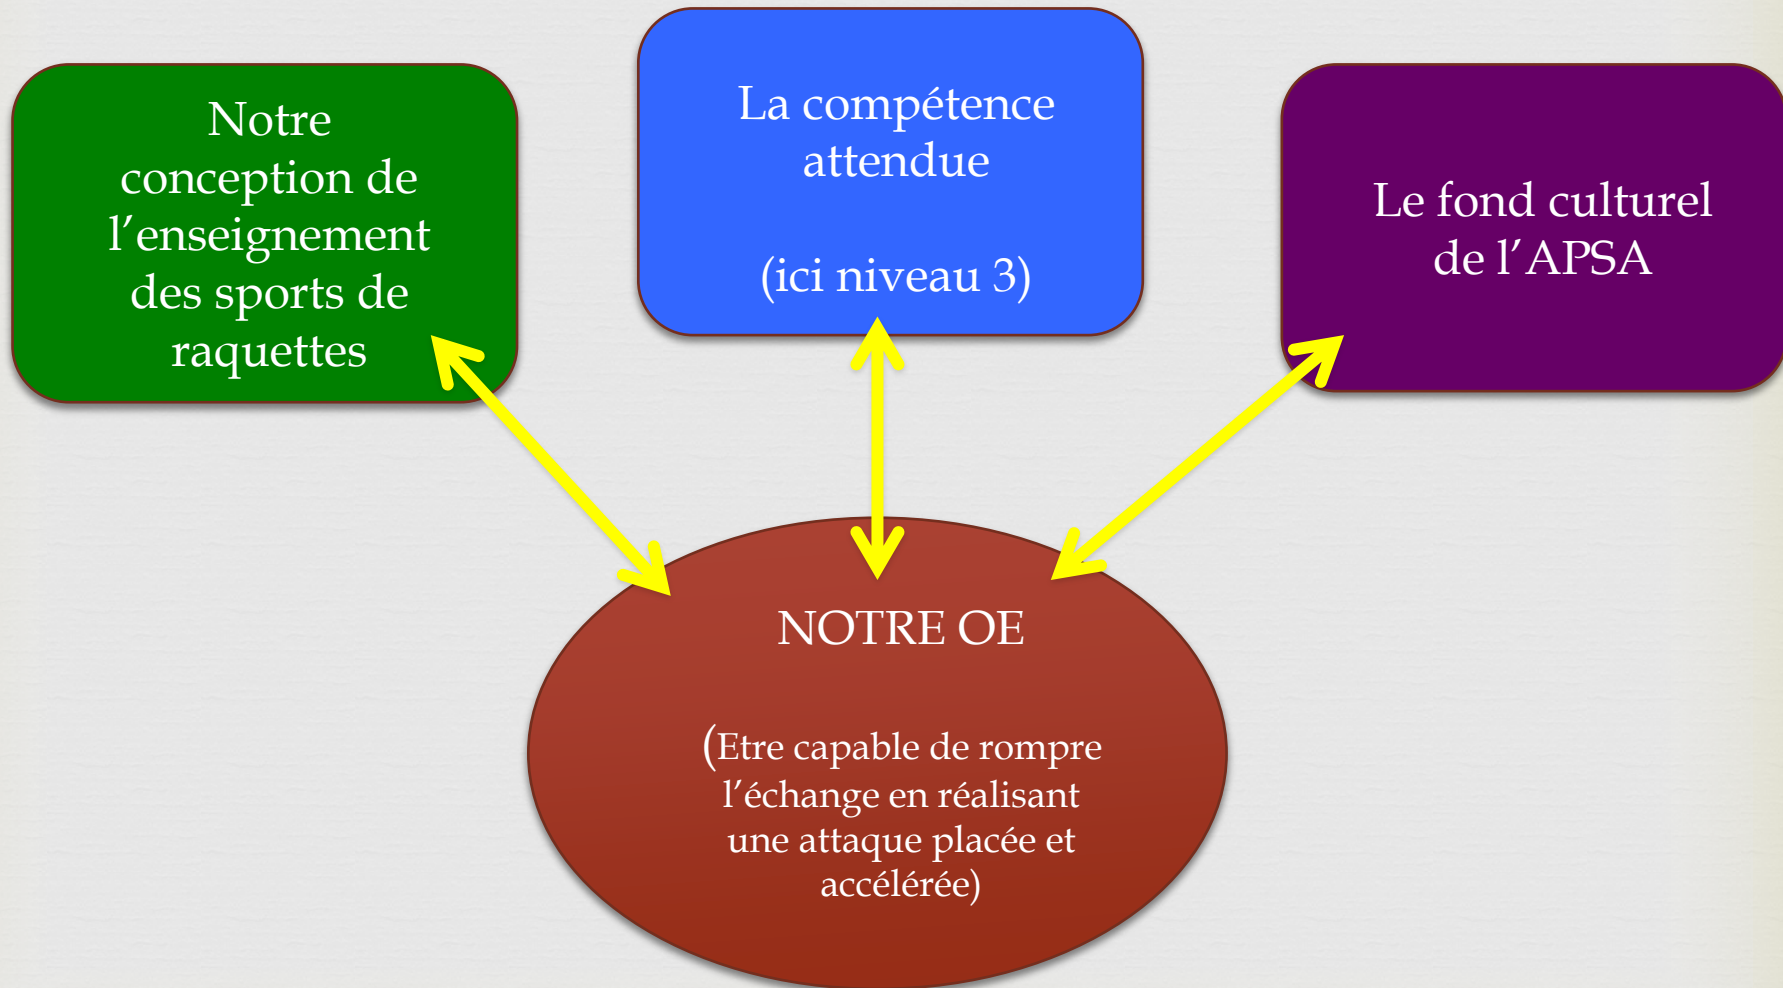 Notre
conception de
l’enseignement
des sports de
raquettes
La compétence
attendue
(ici niveau 3)
Le fond culturel
de l’APSA
NOTRE OE
(Etre capable de rompre
l’échange en réalisant
une attaque placée et
accélérée)